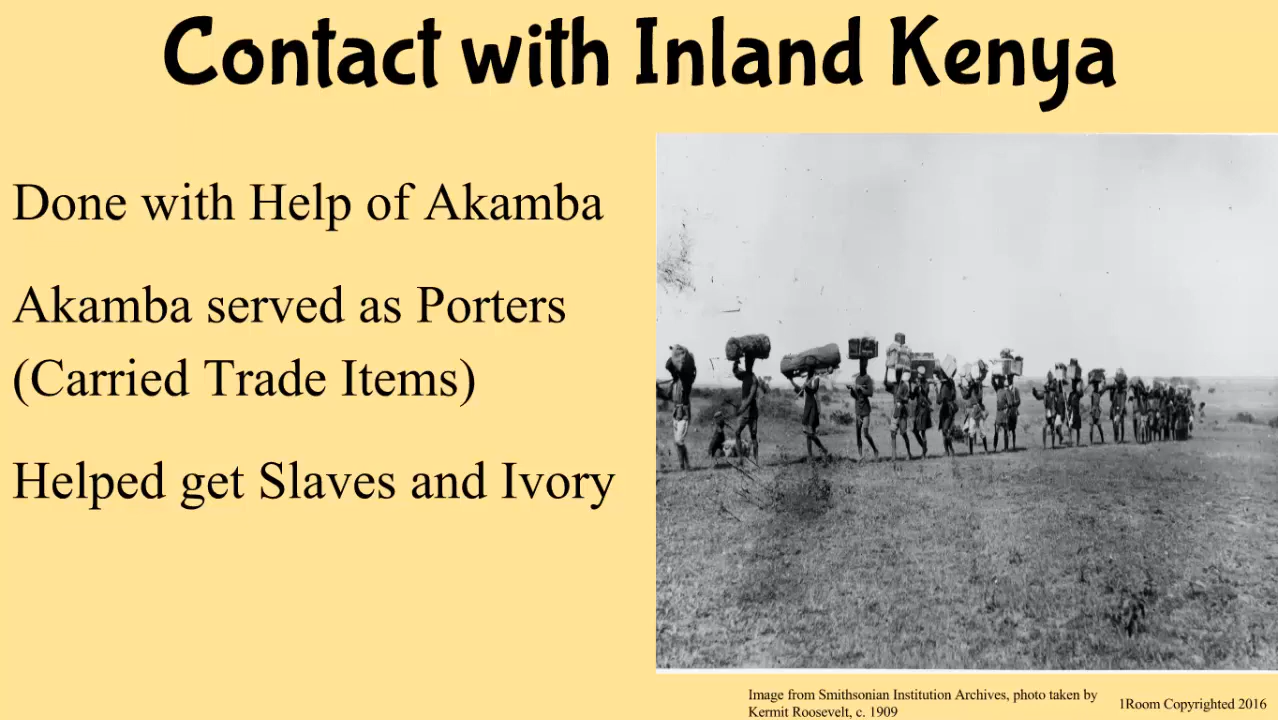 Contact with Inland Kenya
Done with Help of Akamba
Akamba served as Porters
(Carried Trade Items)
Helped get Slaves and Ivory
Image from Smithsonian Institution Archives, photo taken by
Kermit Roosevelt, c. 1909
1Room Copyrighted 2016